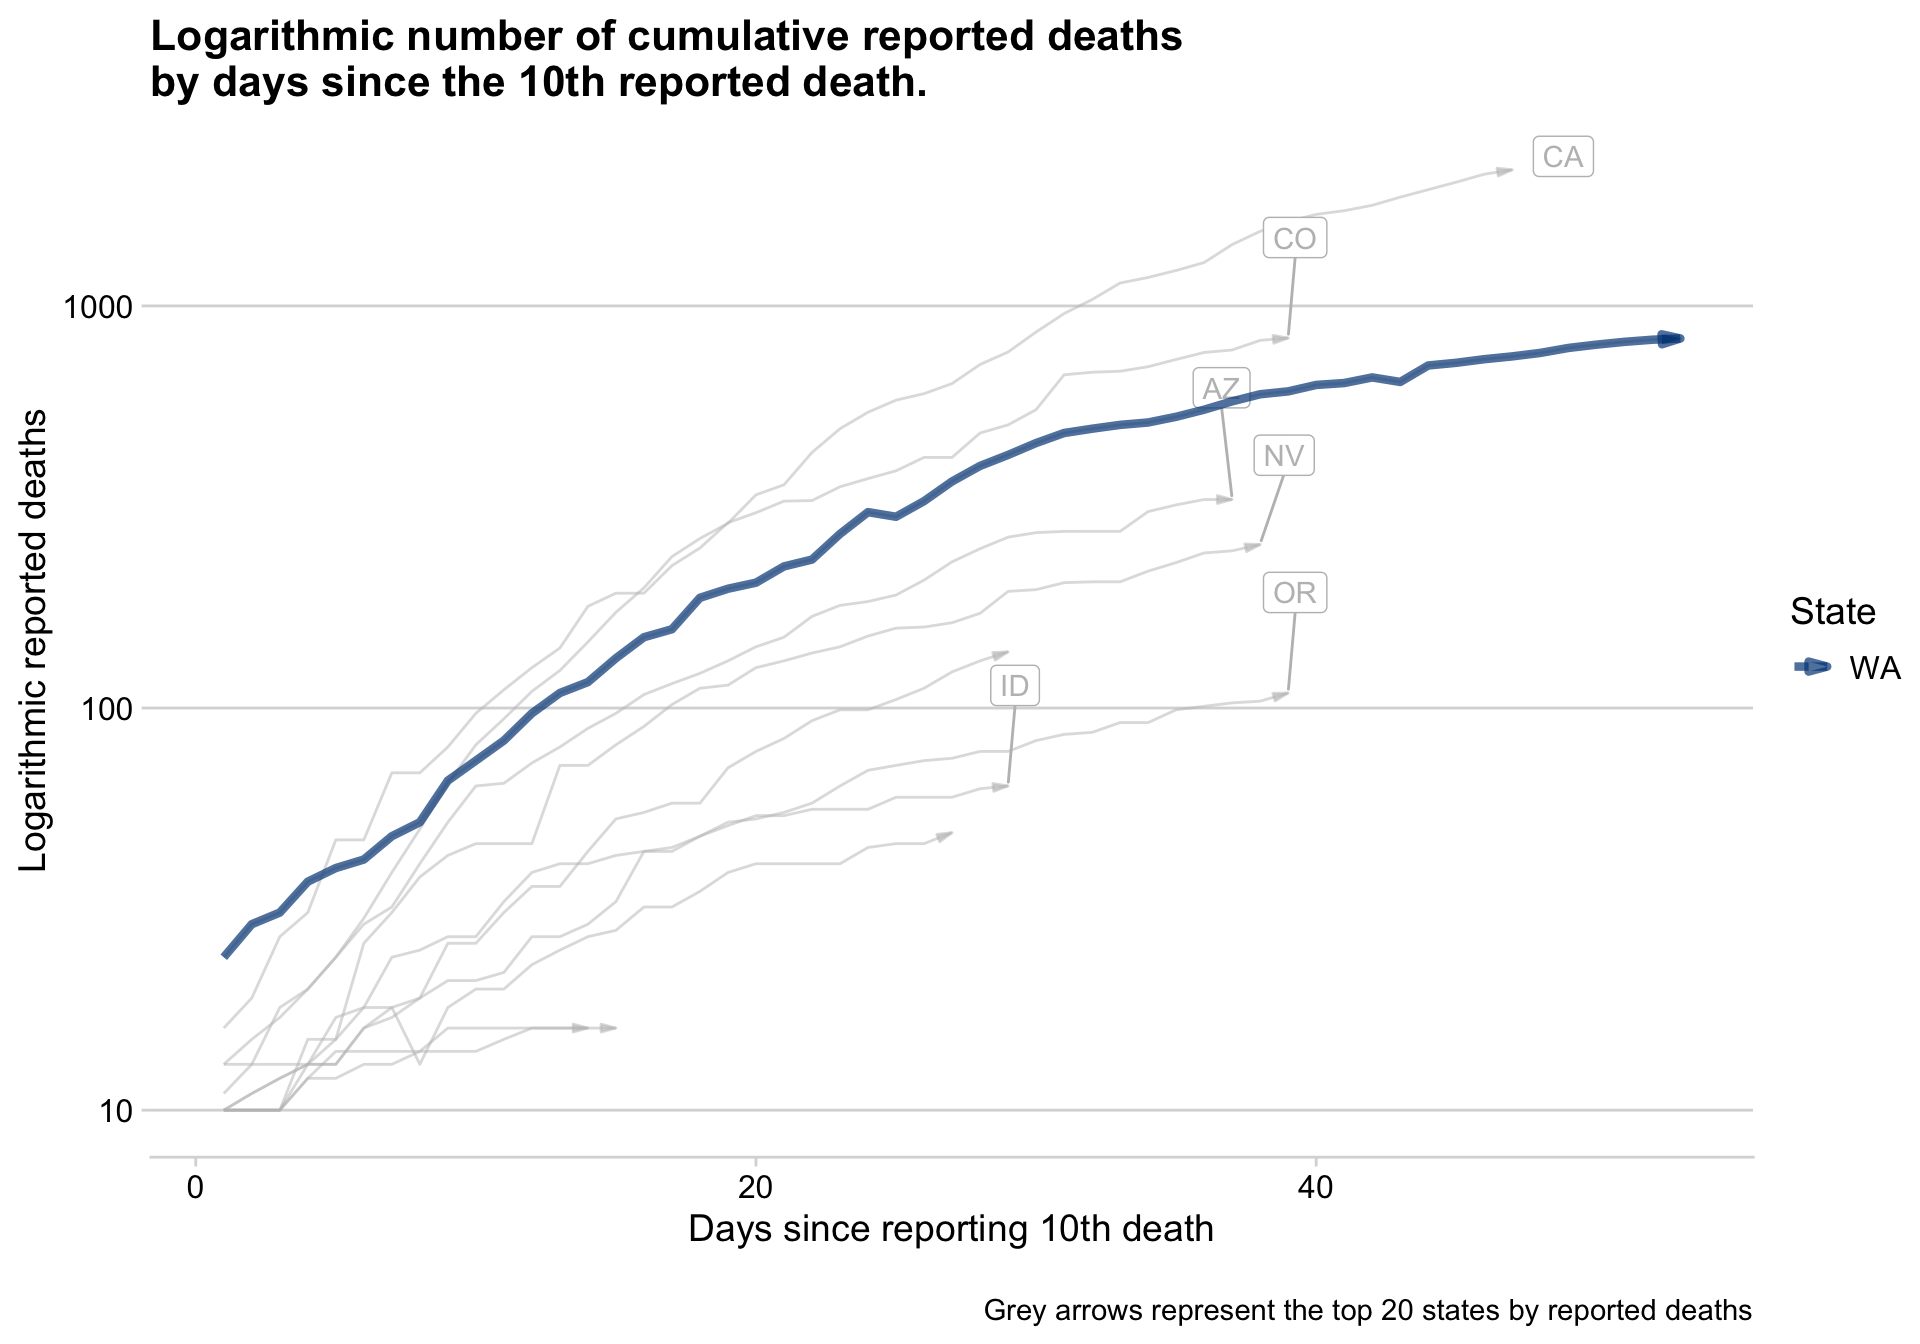 Logarithmic number of cumulative reported deaths
by days since the 10th reported death.
CA
CO
1000
AZ
NV
OR
ID
100
10
Logarithmic reported deaths
State
WA
0 20 40
Days since reporting 10th death
Grey arrows represent the top 20 states by reported deaths